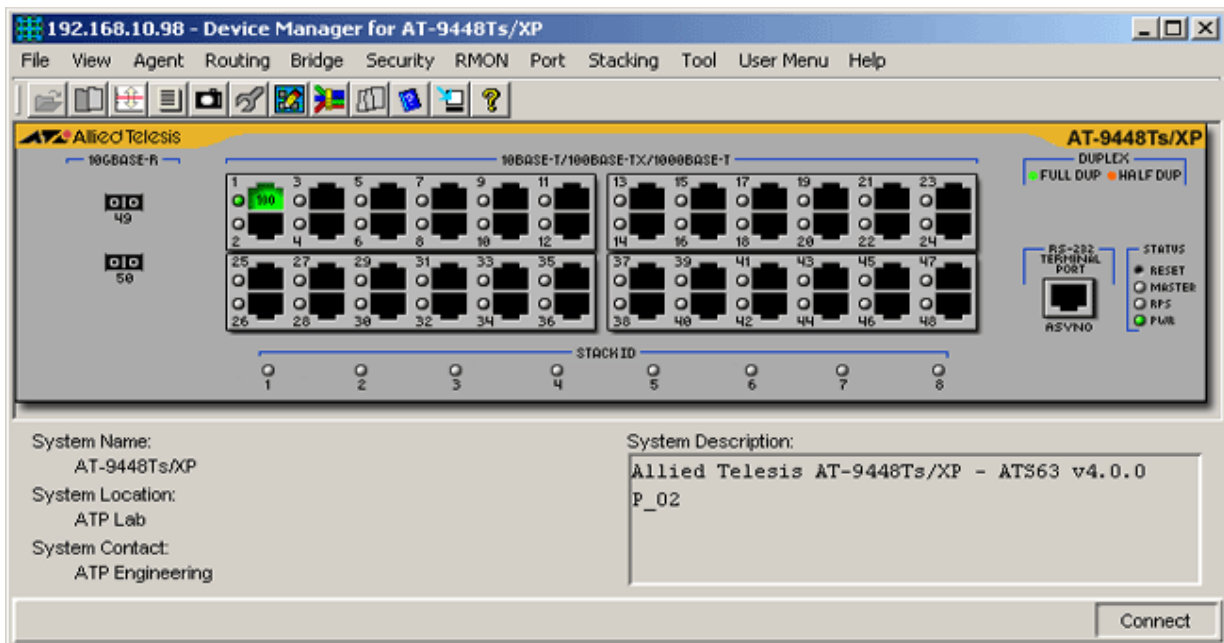 192.168.10.98 - Device Manager for AT-9448Ts/XP
File View Agent Routing Bridge Security RMON Port Stacking Tool User Menu Help
Allied Telesis
AT-9448Ts/XP
10GBASE-R
10BASE-T/100BASE-TX/1000BASE-T
DUPLEX
FULL DUP HALF DUP
1 3 5 7 9 11 13 15 17 19 21 23
100
49
2 4 6 8 10 12 14 16 18 20 22 24
50
25 27 29 31 33 35 37 39 41 43 45 47
26 28 30 32 34 36 38 40 42 44 46 48
RS-232
TERMINAL
PORT
ASYNO
STATUS
RESET
MASTER
RPS
PWR
STACK ID
1 2 3 4 5 6 7 8
System Name:
AT-9448Ts/XP
System Location:
ATP Lab
System Contact:
ATP Engineering
System Description:
Allied Telesis AT-9448Ts/XP - ATS63 v4.0.0
P_02
Connect